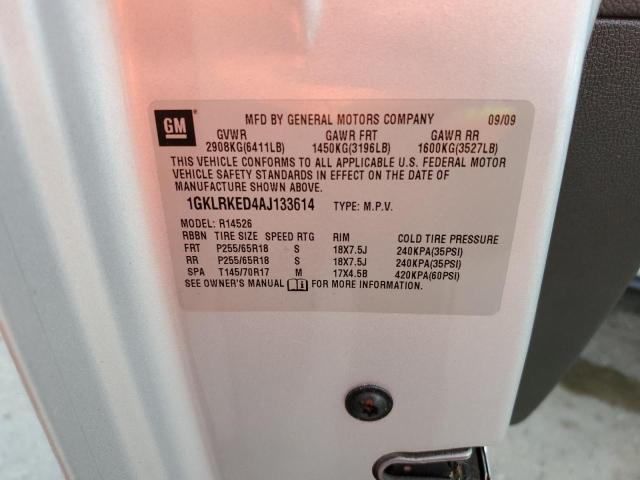 GM
MFD BY GENERAL MOTORS COMPANY 09/09
GVWR GAWR FRT GAWR RR
2908KG(6411LB) 1450KG(3196LB) 1600KG(3527LB)
THIS VEHICLE CONFORMS TO ALL APPLICABLE U.S. FEDERAL MOTOR
VEHICLE SAFETY STANDARDS IN EFFECT ON THE DATE OF
MANUFACTURE SHOWN ABOVE.
1GKLRKED4AJ133614 TYPE: M.P.V.
MODEL: R14526
RBBN TIRE SIZE SPEED RTG RIM COLD TIRE PRESSURE
FRT P255/65R18 S 18X7.5J 240KPA(35PSI)
RR P255/65R18 S 18X7.5J 240KPA(35PSI)
SPA T145/70R17 M 17X4.5B 420KPA(60PSI)
SEE OWNER'S MANUAL FOR MORE INFORMATION.